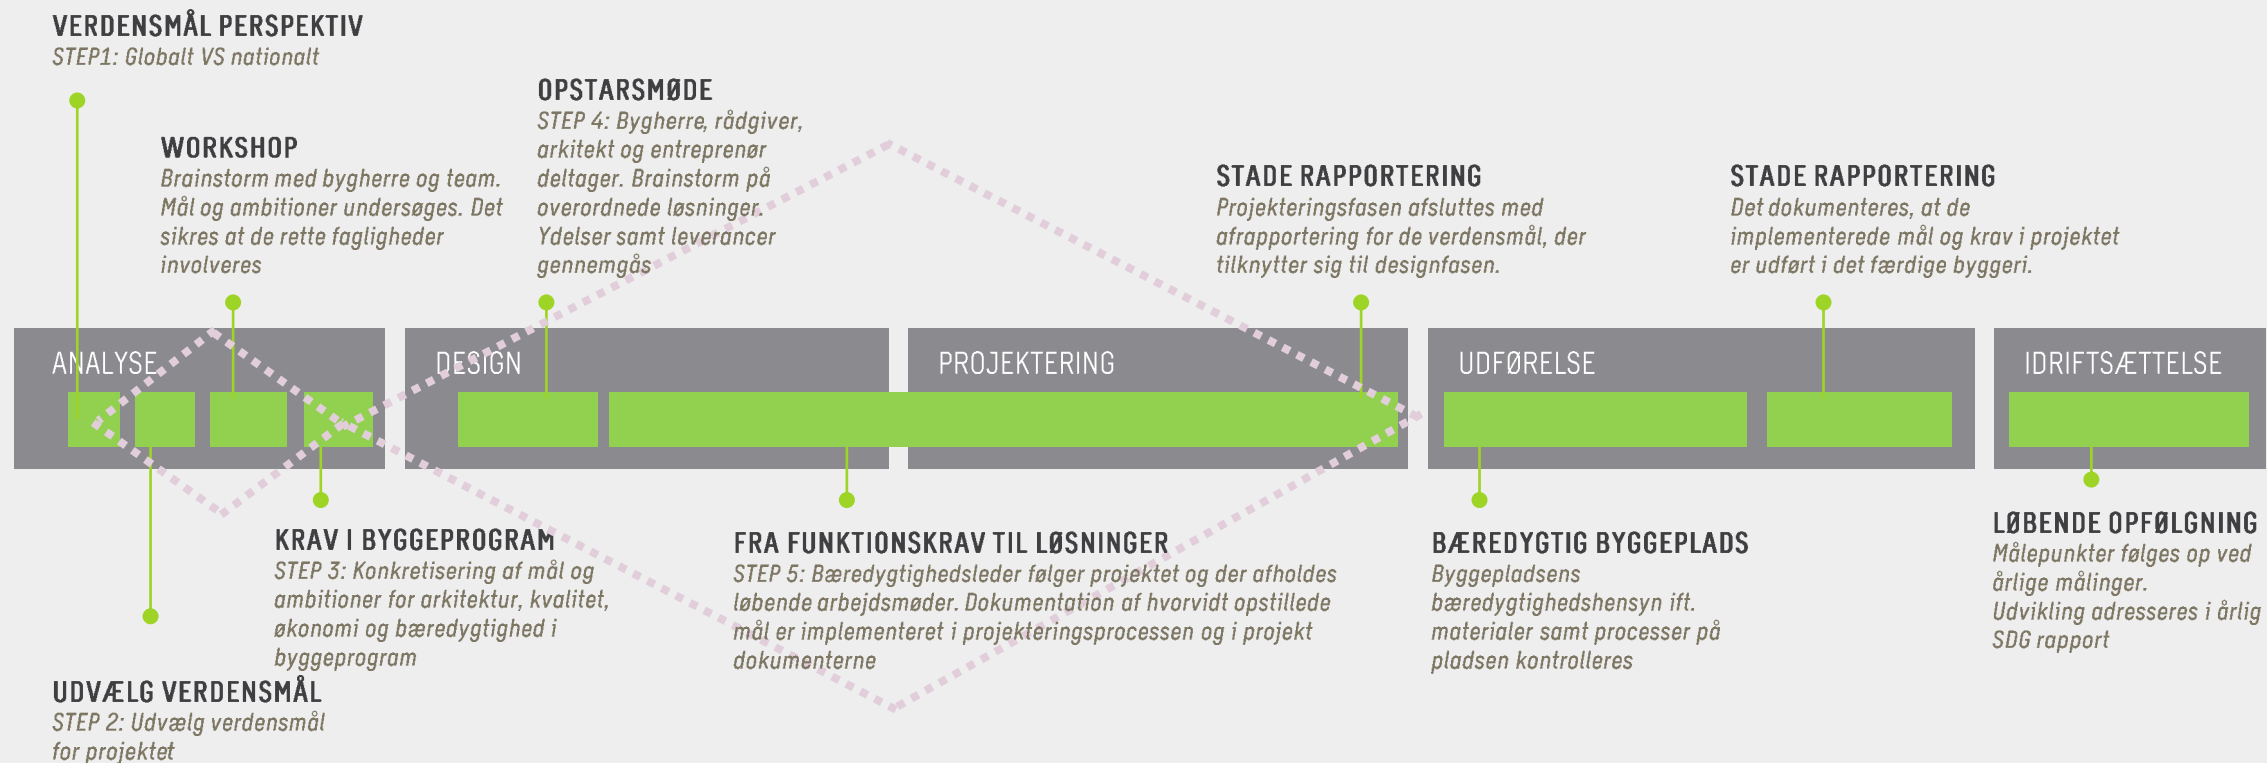 VERDENSMÅL PERSPEKTIV
STEP1: Globalt VS nationalt
WORKSHOP
Brainstorm med bygherre og team.
Mål og ambitioner undersøges. Det
sikres at de rette fagligheder
involveres
OPSTARSMØDE
STEP 4: Bygherre, rådgiver,
arkitekt og entreprenør
deltager. Brainstorm på
overordnede løsninger.
Ydelser samt leverancer
gennemgås
STADE RAPPORTERING
Projekteringsfasen afsluttes med
afrapportering for de verdensmål, der
tilknytter sig til designfasen.
STADE RAPPORTERING
Det dokumenteres, at de
implementerede mål og krav i projektet
er udført i det færdige byggeri.
ANALYSE
DESIGN
PROJEKTERING
UDFØRELSE
IDRIFTSÆTTELSE
UDVÆLG VERDENSMÅL
STEP 2: Udvælg verdensmål
for projektet
KRAV I BYGGEPROGRAM
STEP 3: Konkretisering af mål og
ambitioner for arkitektur, kvalitet,
økonomi og bæredygtighed i
byggeprogram
FRA FUNKTIONSKRAV TIL LØSNINGER
STEP 5: Bæredygtighedsleder følger projektet og der afholdes
løbende arbejdsmøder. Dokumentation af hvorvidt opstillede
mål er implementeret i projekteringsprocessen og i projekt
dokumenterne
BÆREDYGTIG BYGGEPLADS
Byggepladsens
bæredygtighedshensyn ift.
materialer samt processer på
pladsen kontrolleres
LØBENDE OPFØLGNING
Målepunkter følges op ved
årlige målinger.
Udvikling adresseres i årlig
SDG rapport